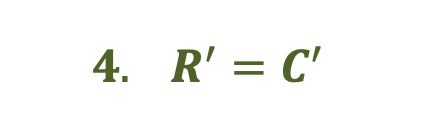 4. R′ = C′